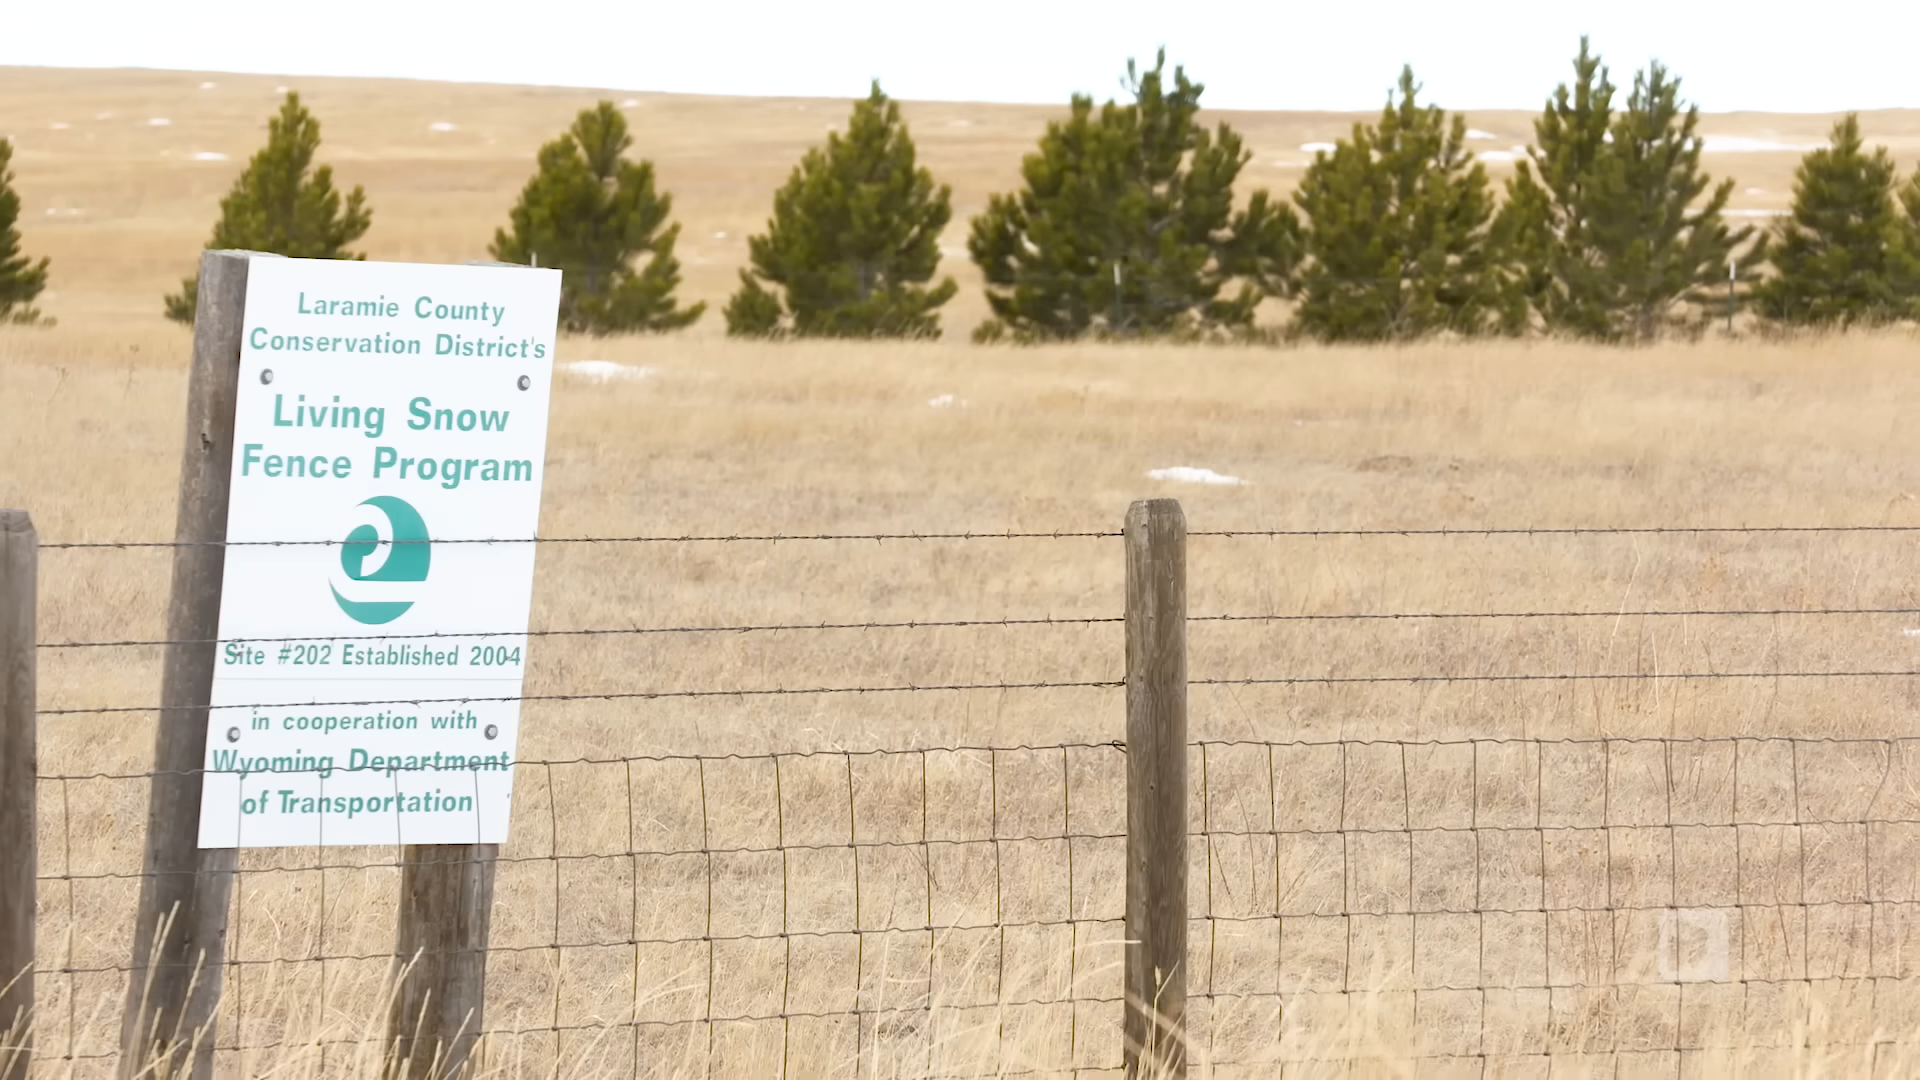 Laramie County
Conservation District's
Living Snow
Fence Program
Site #202 Established 2004
in cooperation with
Wyoming Department
of Transportation